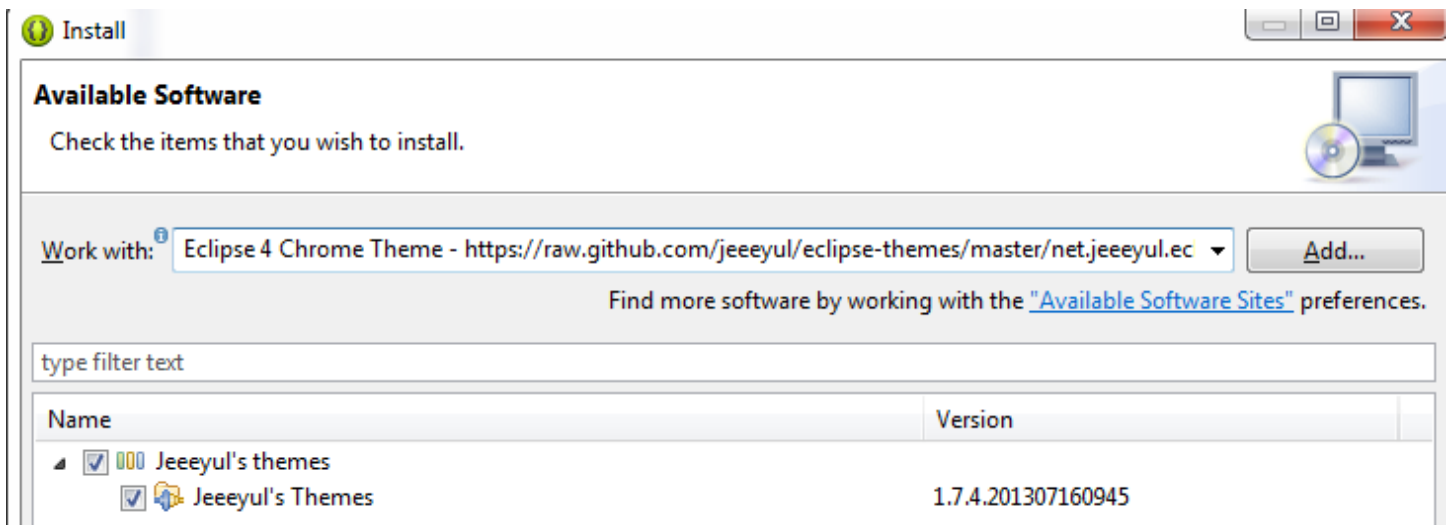 Install
Available Software
Check the items that you wish to install.
Work with: Eclipse 4 Chrome Theme - https://raw.github.com/jeeeyul/eclipse-themes/master/net.jeeeyul.ec Add...
Find more software by working with the "Available Software Sites" preferences.
type filter text
Name Version
Jeeeyul's themes
Jeeeyul's Themes 1.7.4.201307160945